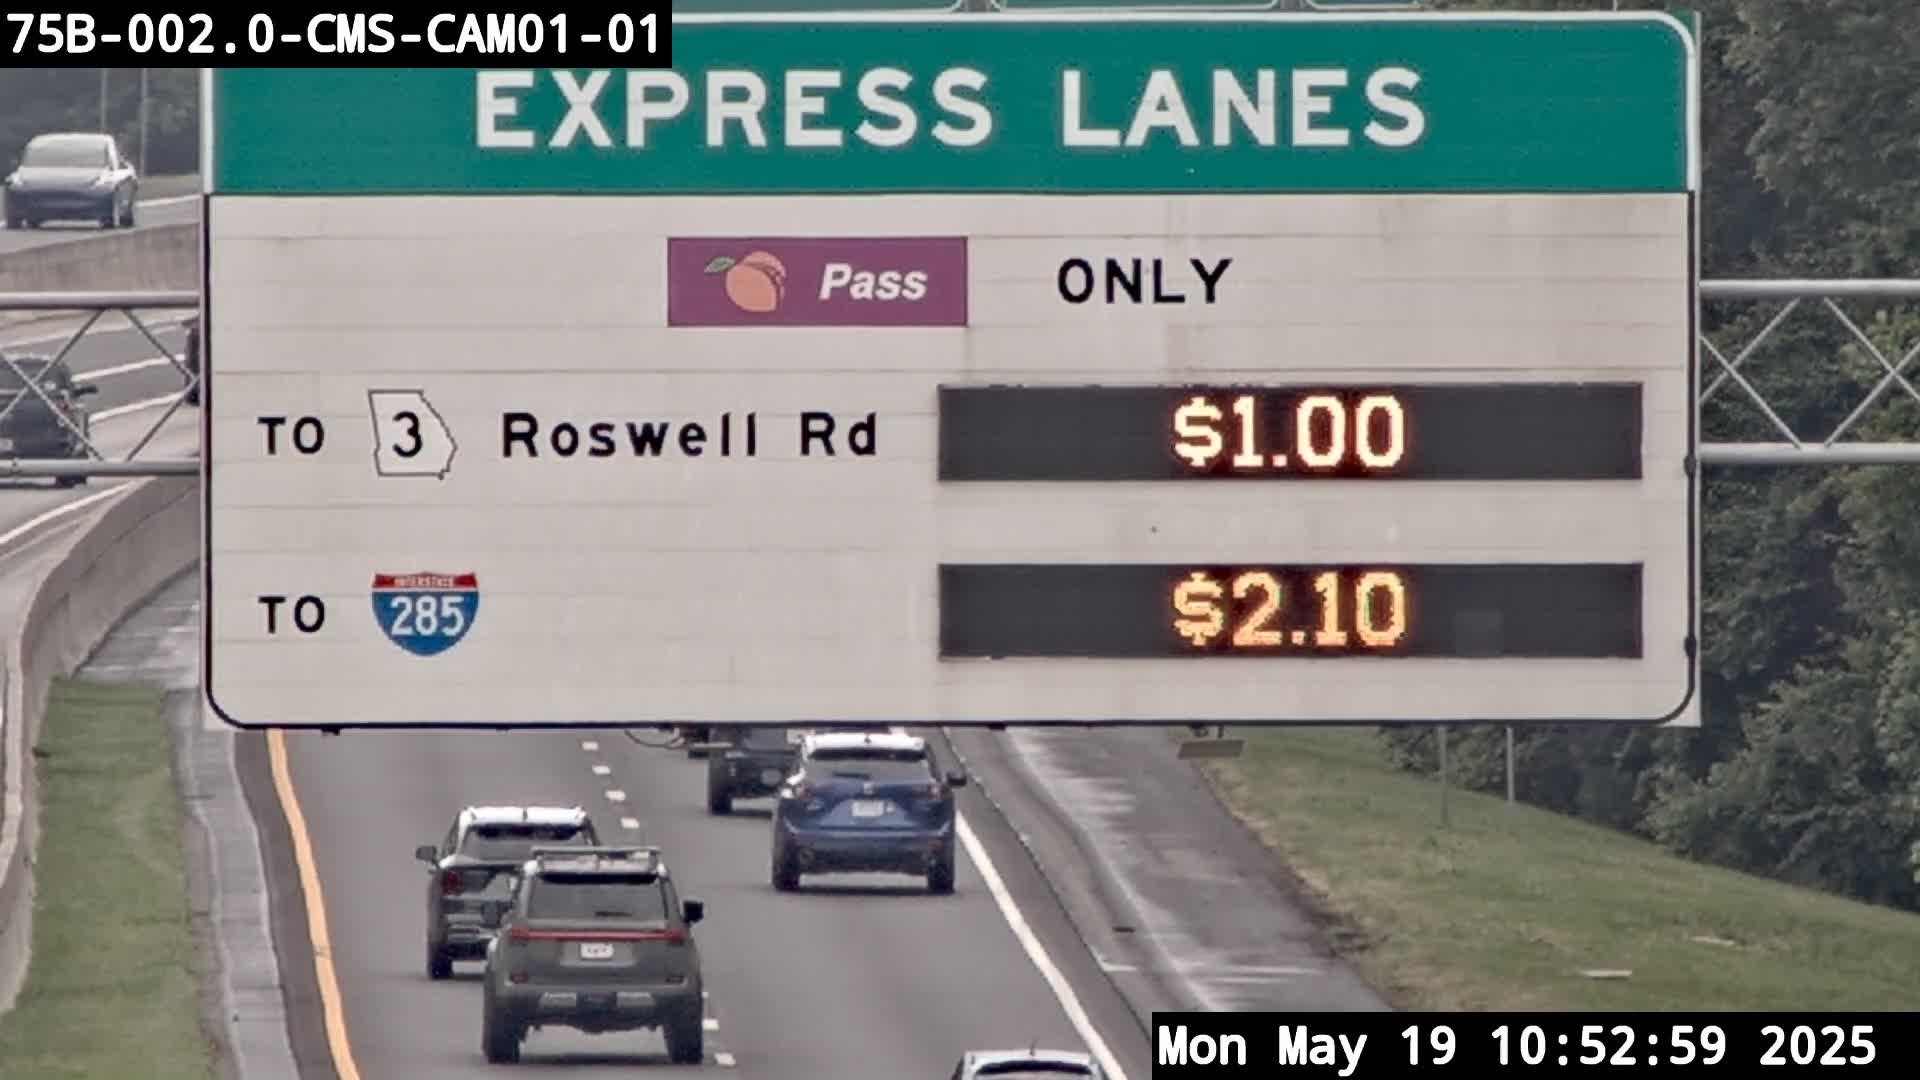 75B-002.0-CMS-CAM01-01
EXPRESS LANES
Pass ONLY
TO 3 Roswell Rd $1.00
TO INTERSTATE 285 $2.10
Mon May 19 10:52:59 2025